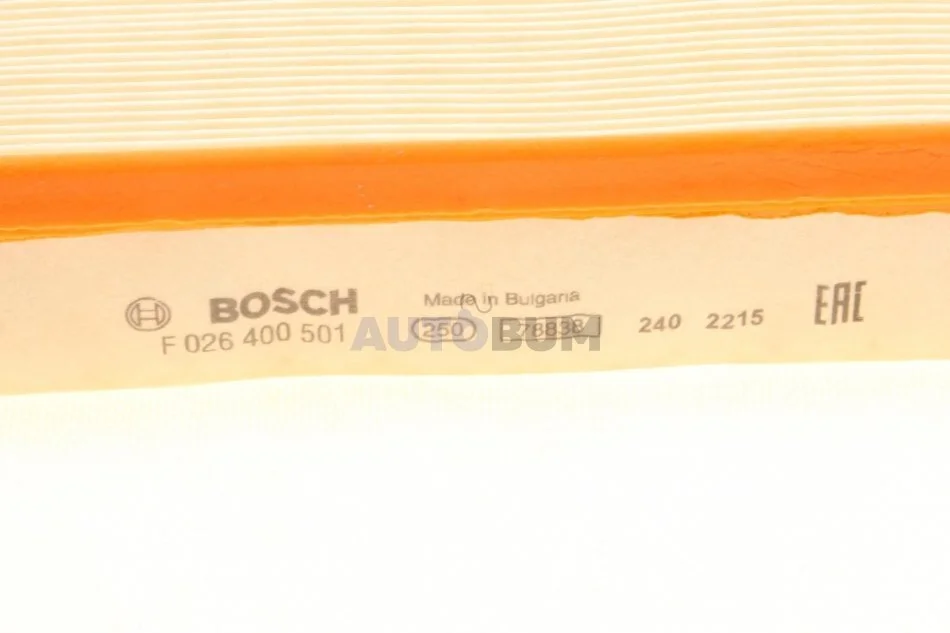 BOSCH Made in Bulgaria
F 026 400 501 250 78838 240 2215 EAC
AUTOBUM